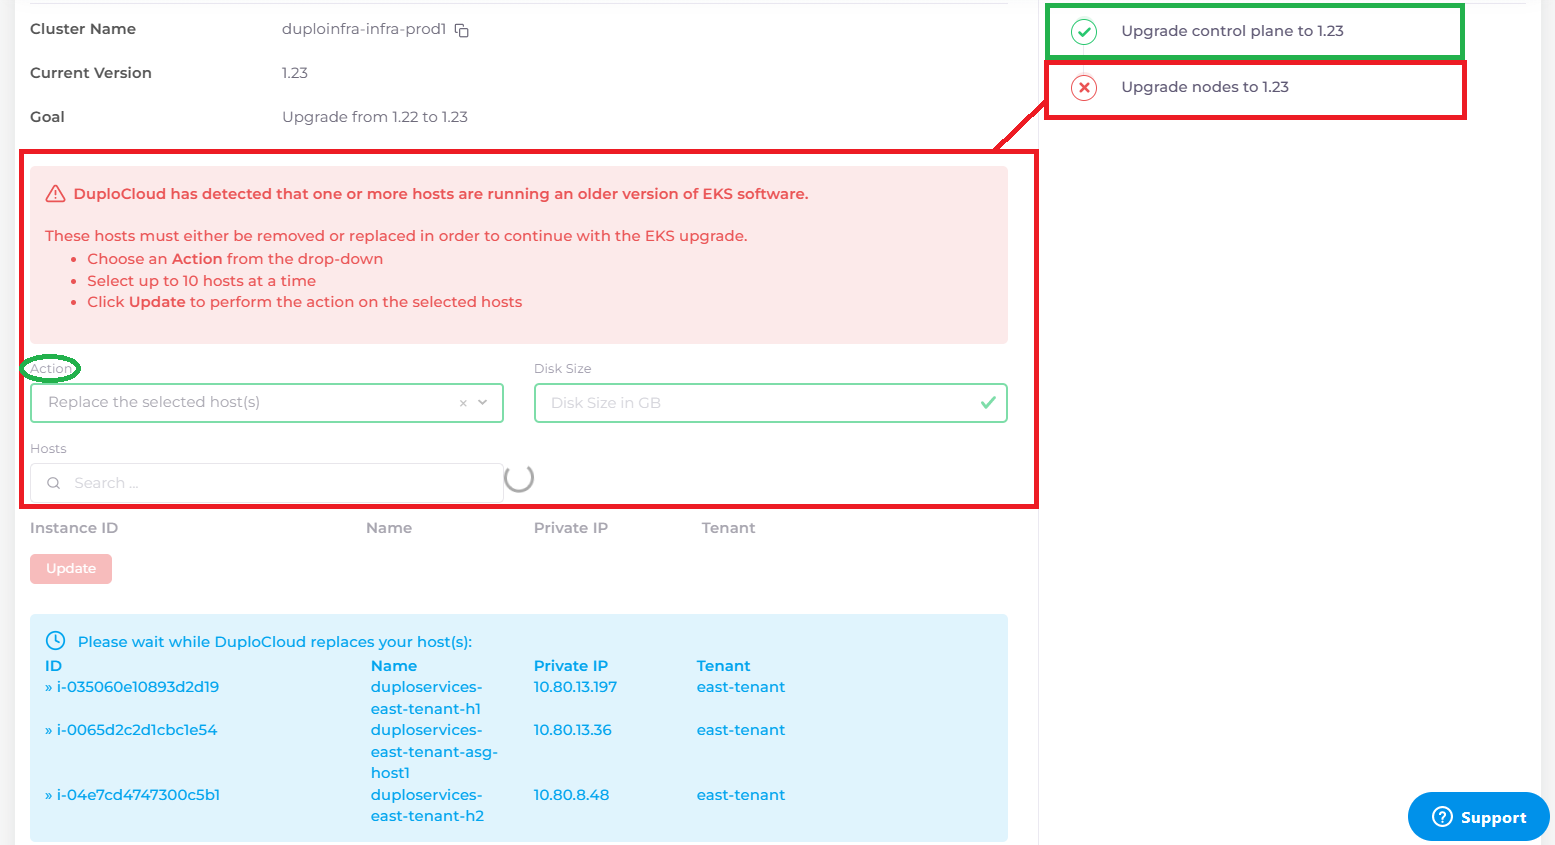 Cluster Name duploinfra-infra-prod1
Current Version 1.23
Goal Upgrade from 1.22 to 1.23
Upgrade control plane to 1.23
Upgrade nodes to 1.23
DuploCloud has detected that one or more hosts are running an older version of EKS software.
These hosts must either be removed or replaced in order to continue with the EKS upgrade.
• Choose an Action from the drop-down
• Select up to 10 hosts at a time
• Click Update to perform the action on the selected hosts
Action Disk Size
Replace the selected host(s) × Disk Size in GB
Hosts
Search ...
Instance ID Name Private IP Tenant
Update
Please wait while DuploCloud replaces your host(s):
ID Name Private IP Tenant
» i-035060e10893d2d19 duploservices- 10.80.13.197 east-tenant
east-tenant-h1
» i-0065d2c2d1cbc1e54 duploservices- 10.80.13.36 east-tenant
east-tenant-asg-
host1
» i-04e7cd4747300c5b1 duploservices- 10.80.8.48 east-tenant
east-tenant-h2
Support